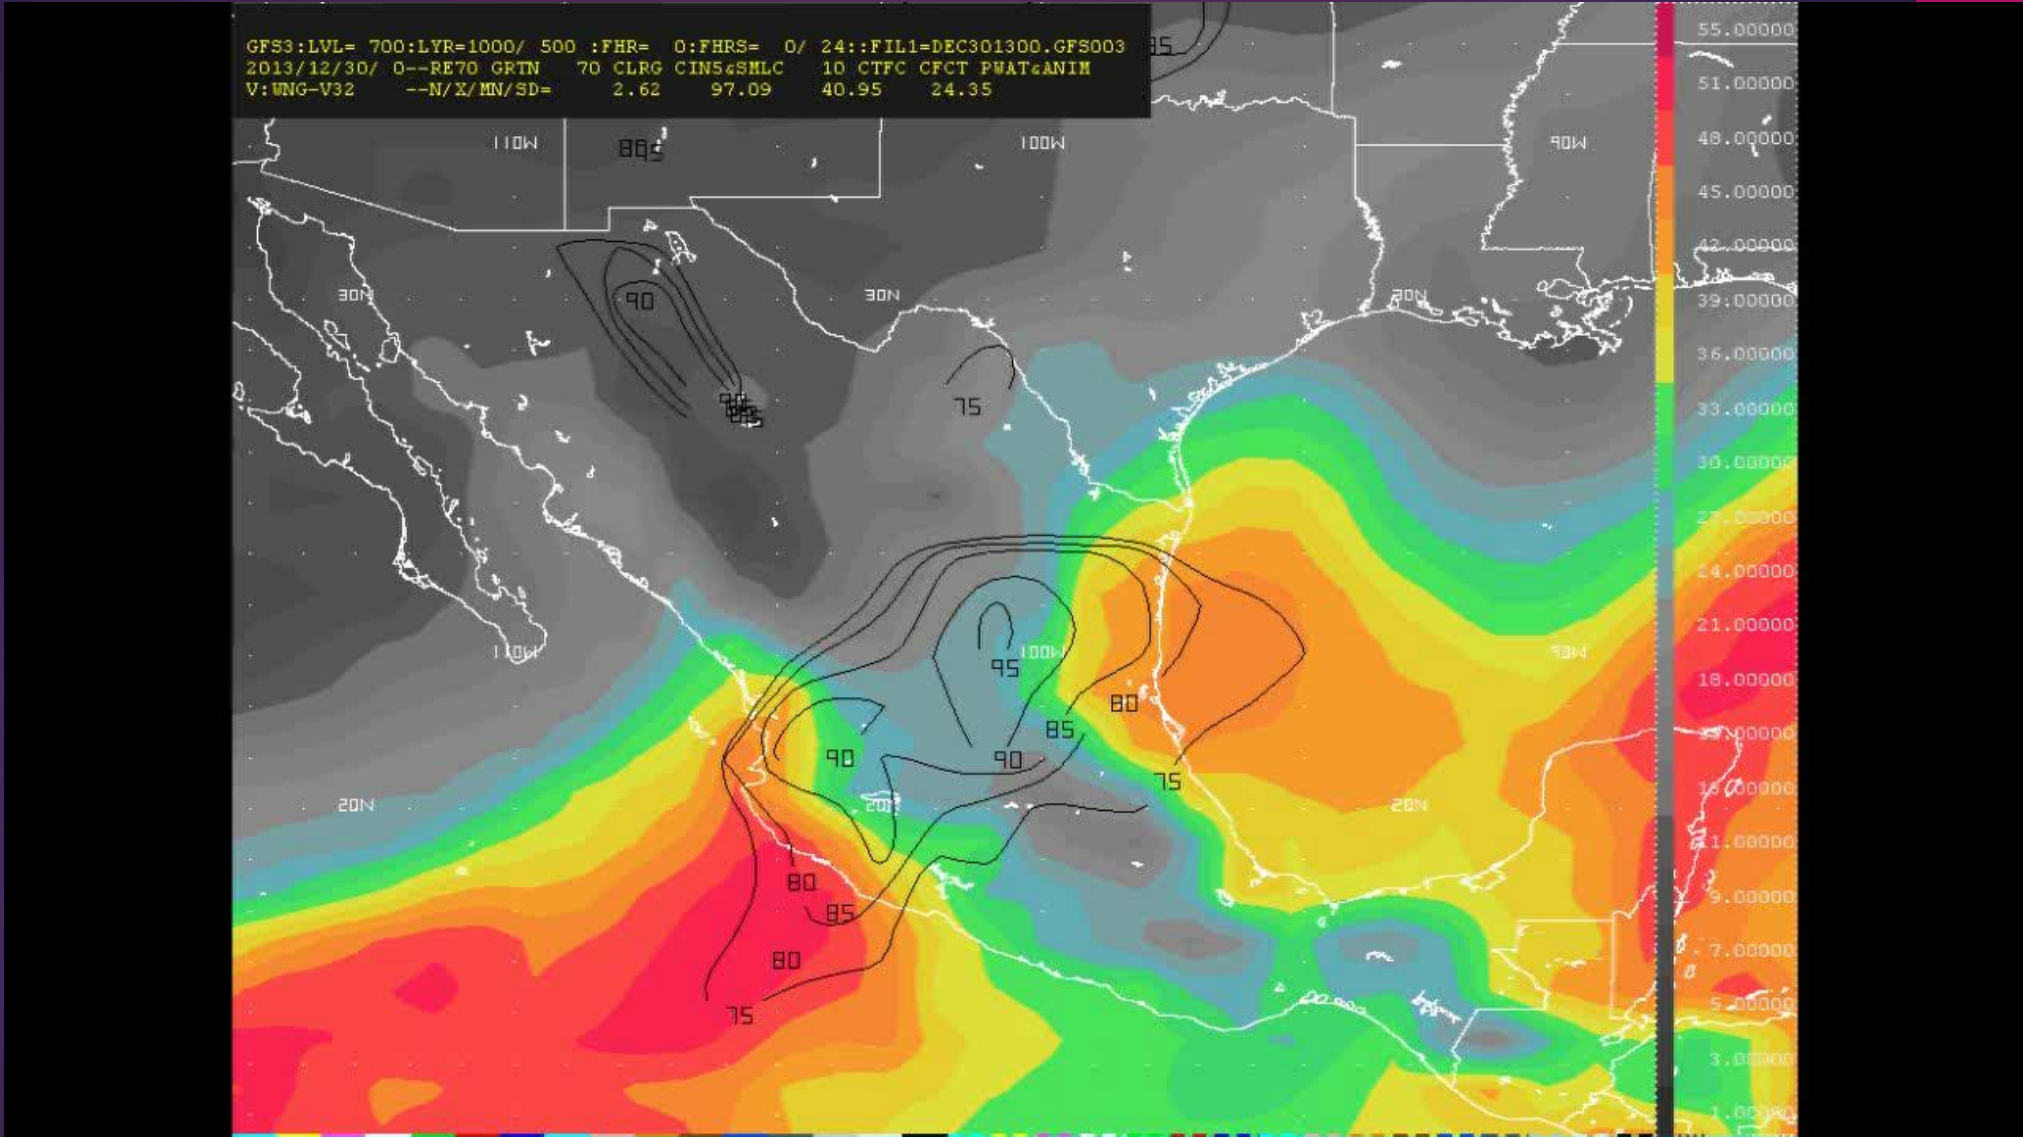 GFS3:LVL= 700:LYR=1000/ 500 :FHR= 0:FHRS= 0/ 24::FIL1=DEC301300.GFS003
2013/12/30/ 0--RE70 GRTN 70 CLRG CIN5&SMLC 10 CTFC CFCT PWAT&ANIM
V:WNG-V32 --N/X/MN/SD= 2.62 97.09 40.95 24.35
55.00000
51.00000
110W
100W
90W
48.00000
45.00000
42.00000
30N
90
30N
30N
39.00000
36.00000
75
33.00000
30.00000
27.00000
24.00000
110W
95
100W
90W
21.00000
18.00000
80
85
90
90
75
20N
20N
20N
11.00000
80
85
9.00000
80
7.00000
75
5.00000
3.00000
1.00000